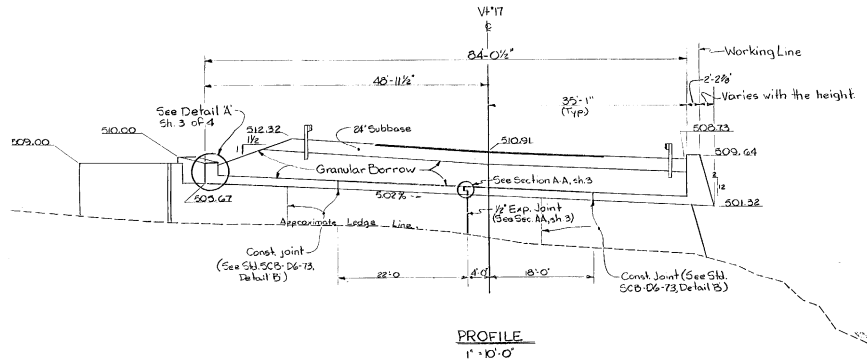 Vt 17
℄
84'-0½"
Working Line
48'-11½"
2'-2⅝"
Varies with the height.
35'-1"
(Typ)
See Detail 'A'
Sh. 3 of 4
509.00
510.00
512.32
1½
1
24" Subbase
510.91
508.73
509.64
Granular Borrow
See Section A-A, sh.3
2
12
505.67
5.02%
501.32
Approximate Ledge Line
½" Exp. Joint
(See Sec. AA, sh.3)
Const. joint
(See Std. SCB-D6-73,
Detail 'B')
22'-0
4'-0"
18'-0"
Const. Joint (See Std.
SCB-D6-73, Detail 'B')
PROFILE
1" = 10'-0"